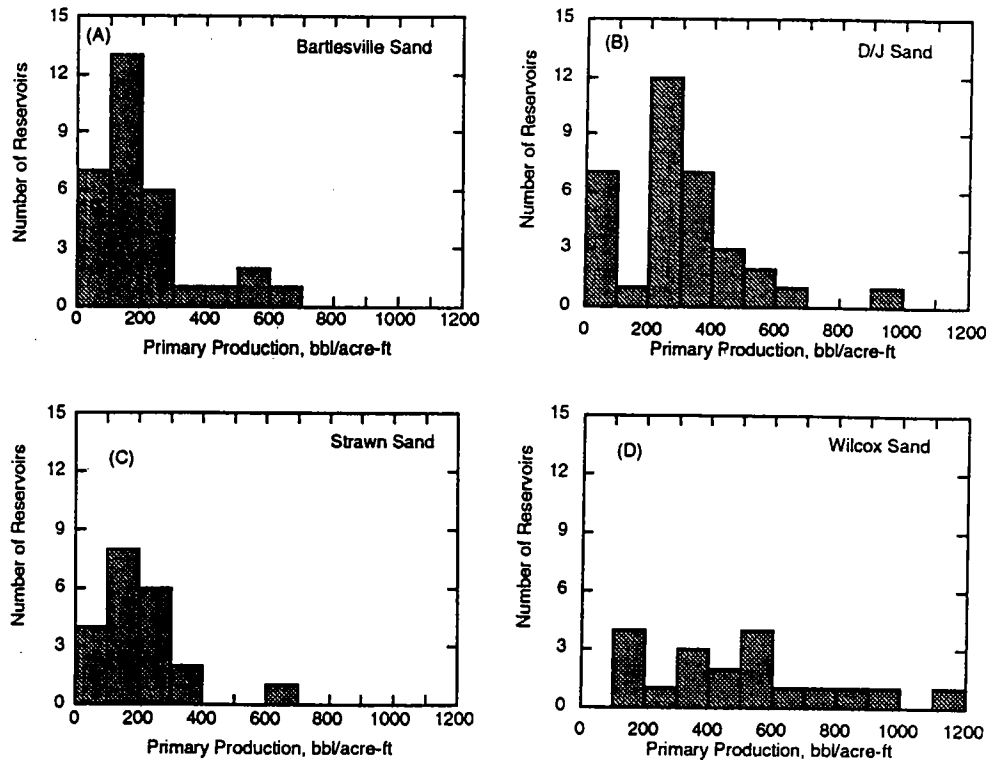 (A)
Bartlesville Sand
Number of Reservoirs
15
12
9
6
3
0
0 200 400 600 800 1000 1200
Primary Production, bbl/acre-ft
(B)
D/J Sand
Number of Reservoirs
15
12
9
6
3
0
0 200 400 600 800 1000 1200
Primary Production, bbl/acre-ft
(C)
Strawn Sand
Number of Reservoirs
15
12
9
6
3
0
0 200 400 600 800 1000 1200
Primary Production, bbl/acre-ft
(D)
Wilcox Sand
Number of Reservoirs
15
12
9
6
3
0
0 200 400 600 800 1000 1200
Primary Production, bbl/acre-ft